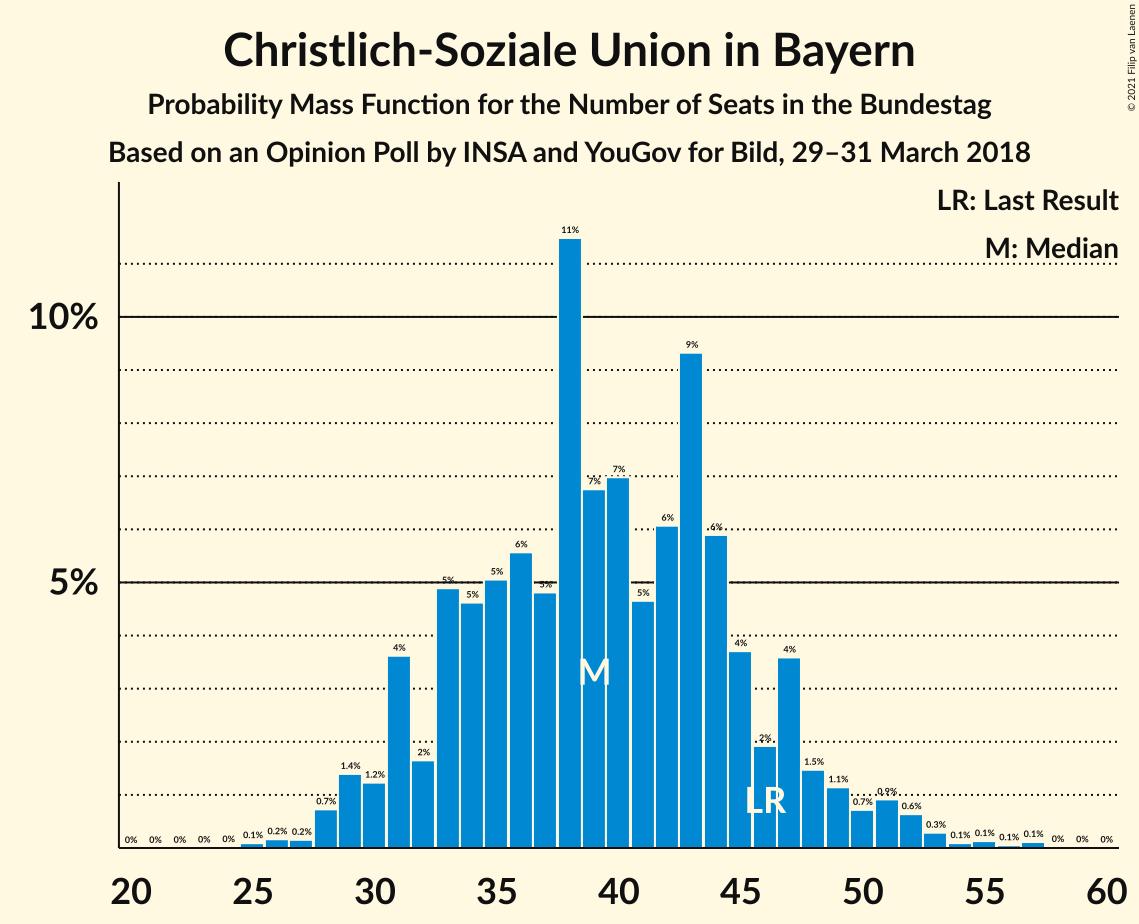 Christlich-Soziale Union in Bayern
Probability Mass Function for the Number of Seats in the Bundestag
Based on an Opinion Poll by INSA and YouGov for Bild, 29–31 March 2018
© 2021 Filip van Laenen
LR: Last Result
M: Median
10%
5%
0% 0% 0% 0% 0% 0.1% 0.2% 0.2% 0.7% 1.4% 1.2% 4% 2% 5% 5% 5% 6% 5% 11% 7% 7% 5% 6% 9% 6% 4% 2% 4% 1.5% 1.1% 0.7% 0.9% 0.6% 0.3% 0.1% 0.1% 0.1% 0.1% 0% 0% 0%
M
LR
20 25 30 35 40 45 50 55 60